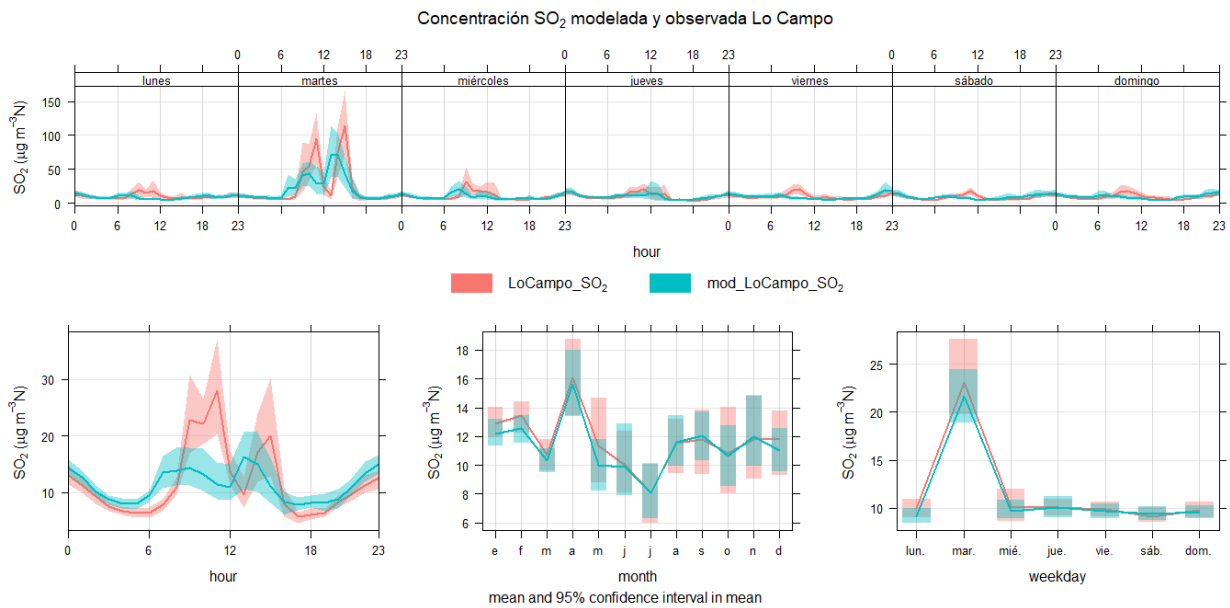 Concentración SO₂ modelada y observada Lo Campo
0 6 12 18 23 0 6 12 18 23 0 6 12 18 23
lunes martes miércoles jueves viernes sábado domingo
SO₂ (µg m⁻³N)
150
100
50
0
0 6 12 18 23 0 6 12 18 23 0 6 12 18 23 0 6 12 18 23
hour
LoCampo_SO₂ mod_LoCampo_SO₂
SO₂ (µg m⁻³N)
30
20
10
0 6 12 18 23
hour
SO₂ (µg m⁻³N)
18
16
14
12
10
8
6
e f m a m j j a s o n d
month
SO₂ (µg m⁻³N)
25
20
15
10
lun. mar. mié. jue. vie. sáb. dom.
weekday
mean and 95% confidence interval in mean